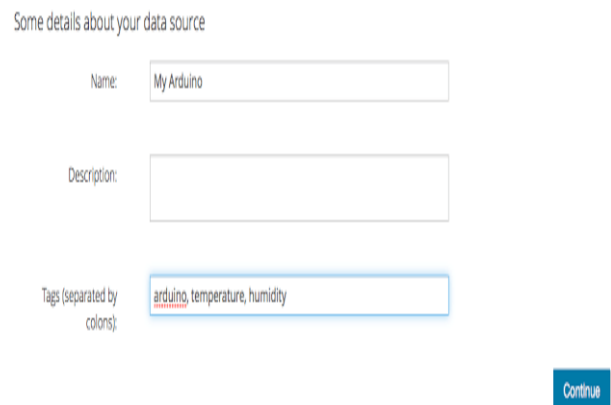 Some details about your data source
Name:
My Arduino
Description:
Tags (separated by
colons):
arduino, temperature, humidity
Continue